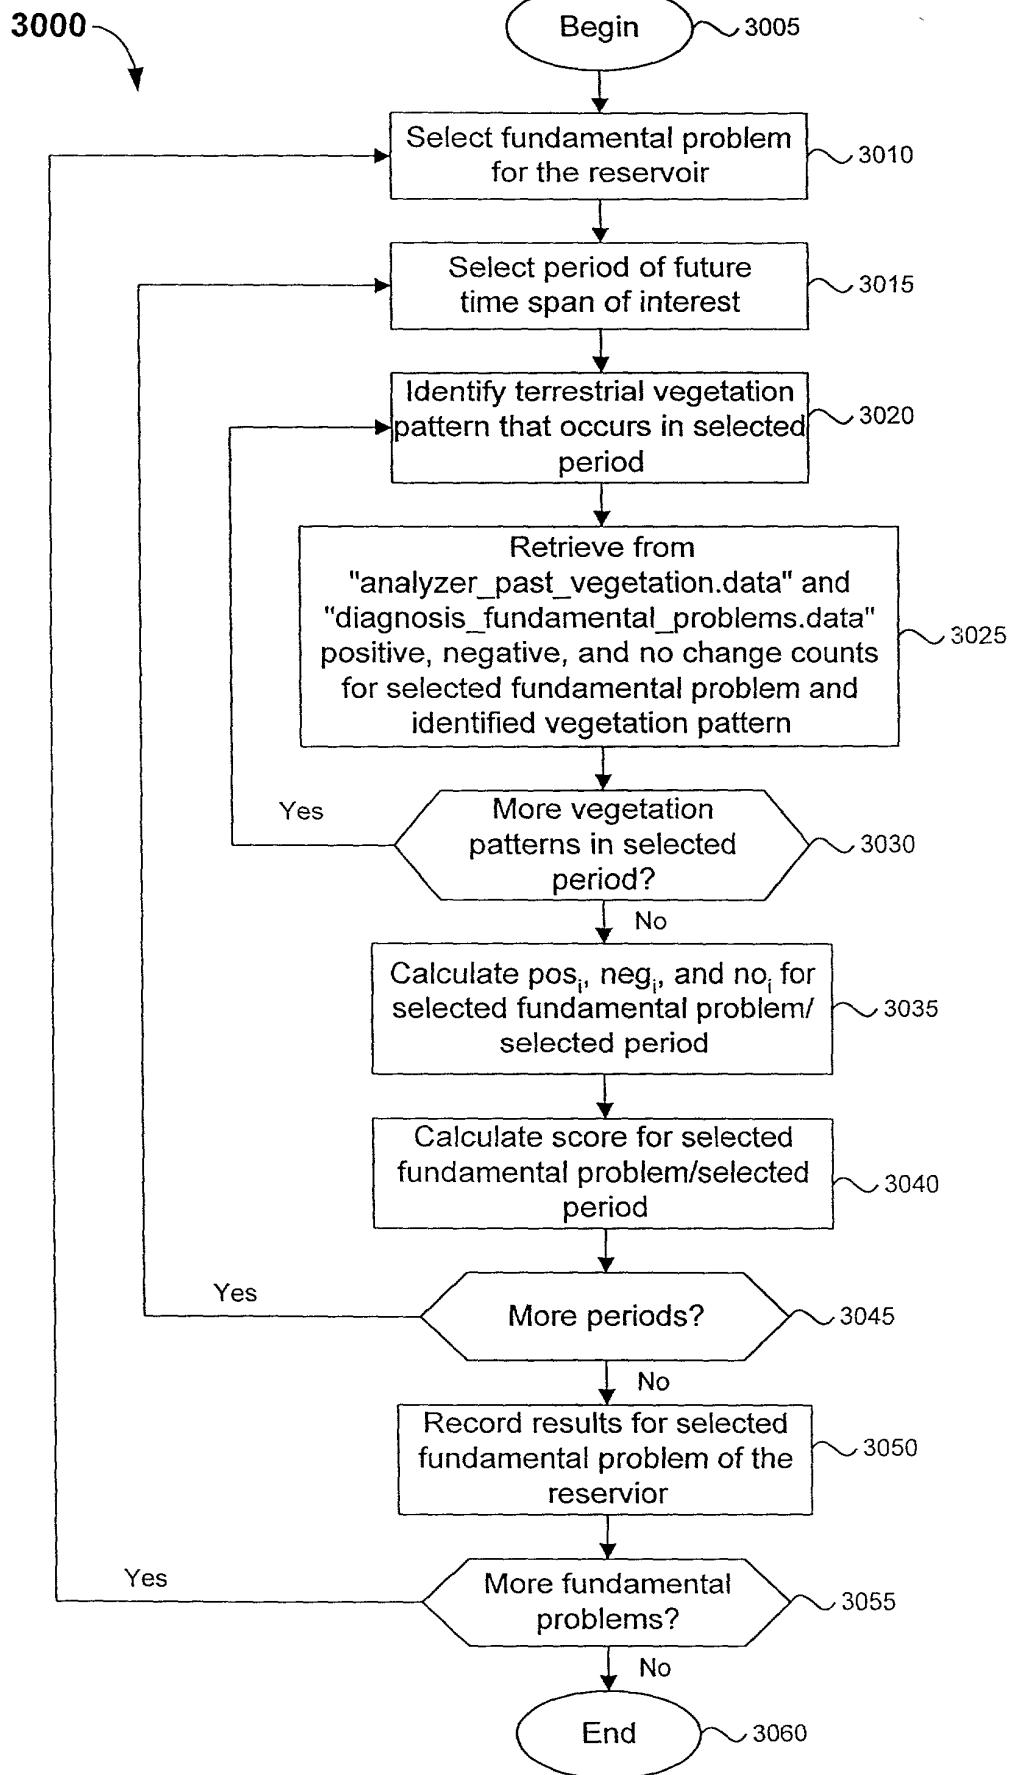 3000
Begin
3005
Select fundamental problem
for the reservoir
3010
Select period of future
time span of interest
3015
Identify terrestrial vegetation
pattern that occurs in selected
period
3020
Retrieve from
"analyzer_past_vegetation.data" and
"diagnosis_fundamental_problems.data"
positive, negative, and no change counts
for selected fundamental problem and
identified vegetation pattern
3025
Yes
More vegetation
patterns in selected
period?
3030
No
Calculate posi, negi, and noi for
selected fundamental problem/
selected period
3035
Calculate score for selected
fundamental problem/selected
period
3040
Yes
More periods?
3045
No
Record results for selected
fundamental problem of the
reservior
3050
Yes
More fundamental
problems?
3055
No
End
3060